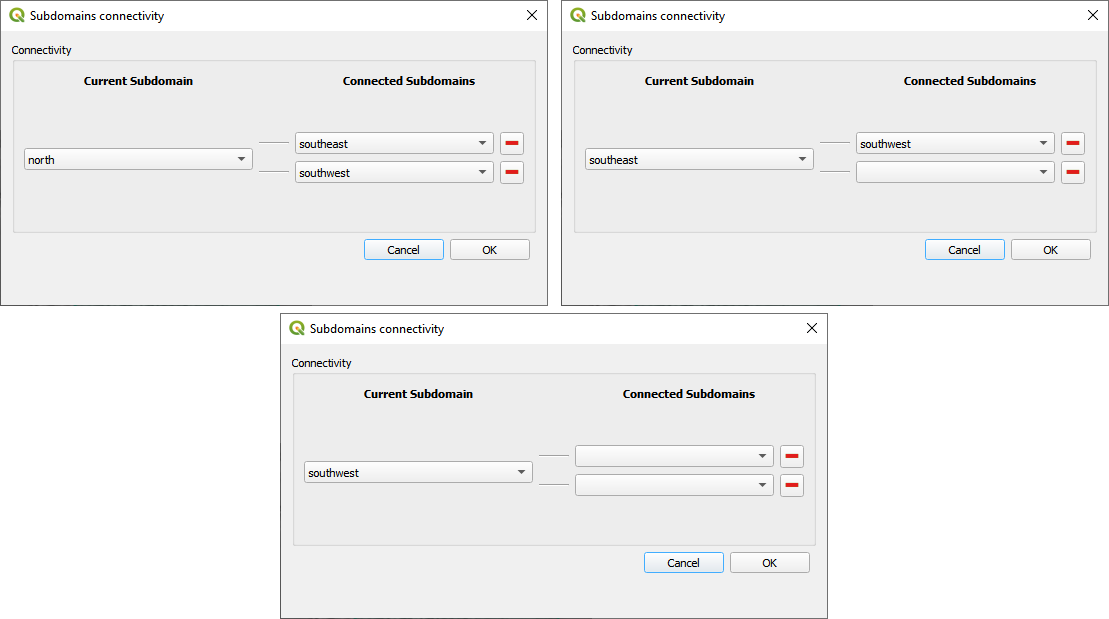 Subdomains connectivity
Connectivity
Current Subdomain Connected Subdomains
southeast
north
southwest
Cancel OK
Subdomains connectivity
Connectivity
Current Subdomain Connected Subdomains
southwest
southeast
Cancel OK
Subdomains connectivity
Connectivity
Current Subdomain Connected Subdomains
southwest
Cancel OK